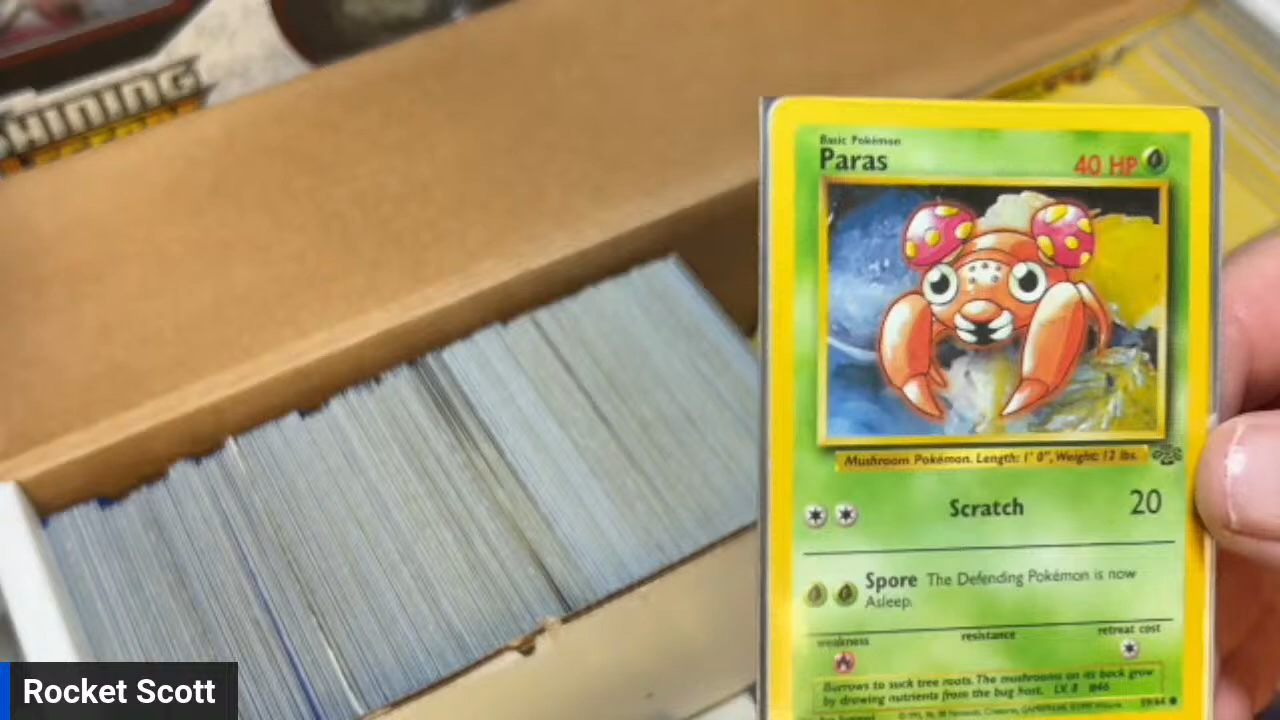 HINING
Basic Pokémon
Paras
40 HP
Mushroom Pokémon. Length: 1' 0", Weight: 12 lbs.
Scratch 20
Spore The Defending Pokémon is now
Asleep.
weakness resistance retreat cost
Burrows to suck tree roots. The mushrooms on its back grow
by drawing nutrients from the bug host. LV. 8 #46
59/64
Rocket Scott